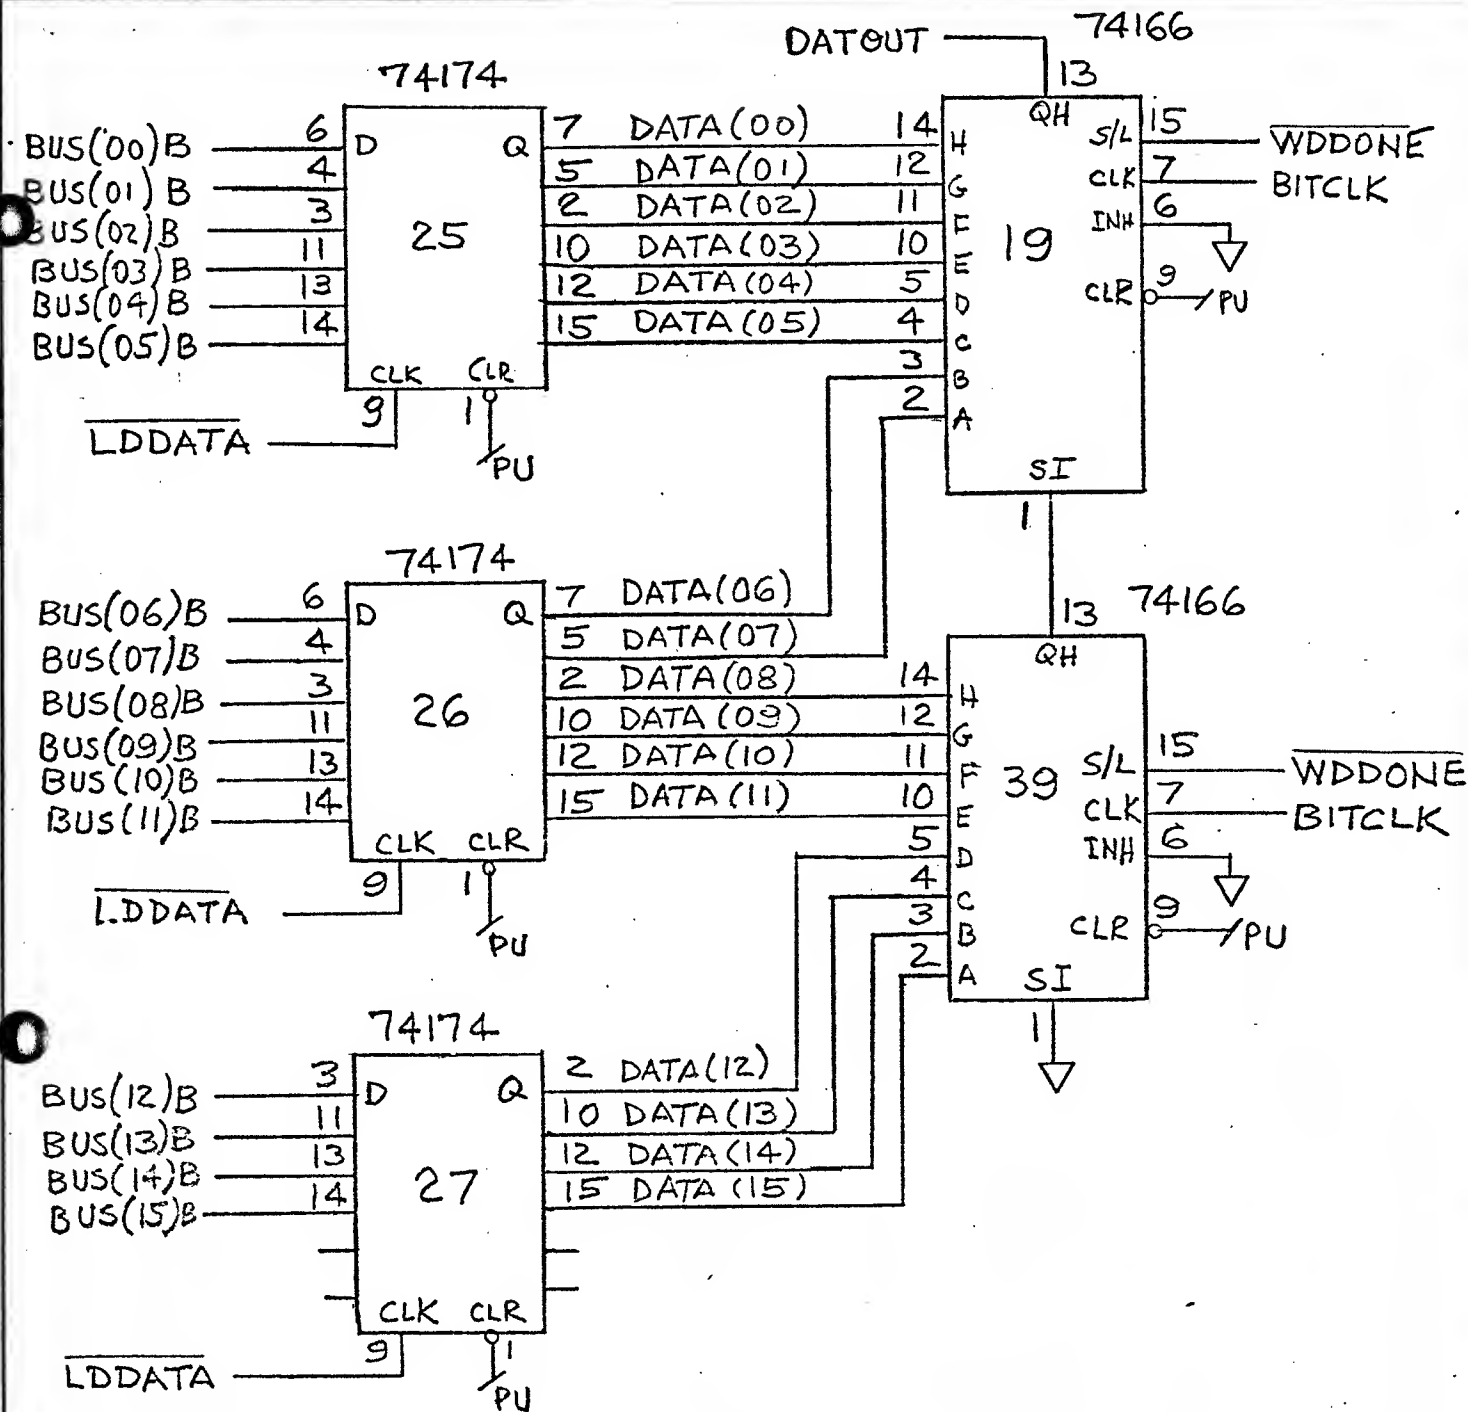 DATOUT 74166
13
74174
QH
BUS(00)B 6 D Q 7 DATA(00) 14 H S/L 15 W̅D̅D̅O̅N̅E̅
BUS(01)B 4 5 DATA(01) 12 G CLK 7 BITCLK
BUS(02)B 3 25 2 DATA(02) 11 F 19 INH 6
BUS(03)B 11 10 DATA(03) 10 E
BUS(04)B 13 12 DATA(04) 5 D CLR 9 PU
BUS(05)B 14 15 DATA(05) 4 C
CLK CLR 3 B
9 1 2 A
L̅D̅D̅A̅T̅A̅ PU
SI
1
74174
13 74166
QH
BUS(06)B 6 D Q 7 DATA(06)
BUS(07)B 4 5 DATA(07)
BUS(08)B 3 26 2 DATA(08) 14 H
BUS(09)B 11 10 DATA(09) 12 G
BUS(10)B 13 12 DATA(10) 11 F 39 S/L 15 W̅D̅D̅O̅N̅E̅
BUS(11)B 14 15 DATA(11) 10 E CLK 7 BITCLK
CLK CLR 5 D INH 6
9 1 4 C
L̅D̅D̅A̅T̅A̅ PU 3 B CLR 9 PU
2 A
SI
1
74174
BUS(12)B 3 D Q 2 DATA(12)
BUS(13)B 11 10 DATA(13)
BUS(14)B 13 27 12 DATA(14)
BUS(15)B 14 15 DATA(15)
CLK CLR
9 1
L̅D̅D̅A̅T̅A̅ PU